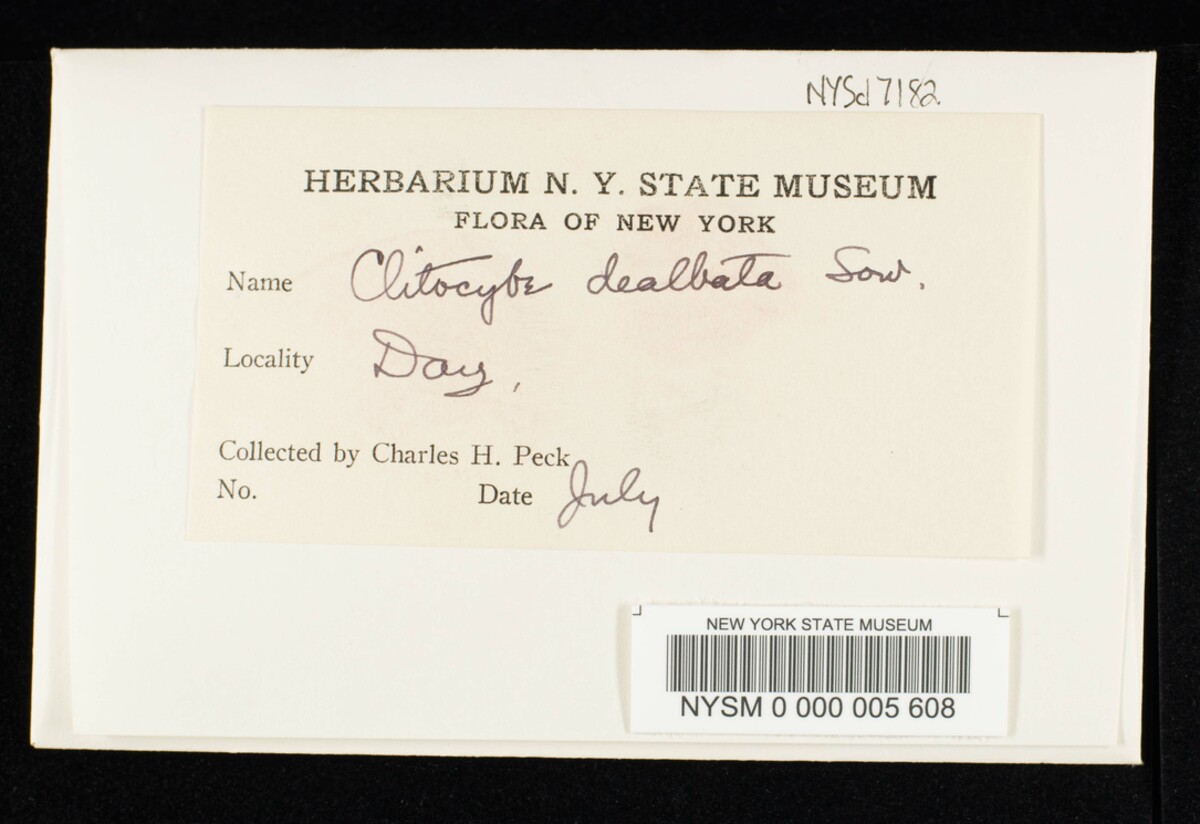 NYSd7182
HERBARIUM N. Y. STATE MUSEUM
FLORA OF NEW YORK
Name Clitocybe dealbata Sow.
Locality Day,
Collected by Charles H. Peck
No. Date July
NEW YORK STATE MUSEUM
NYSM 0 000 005 608